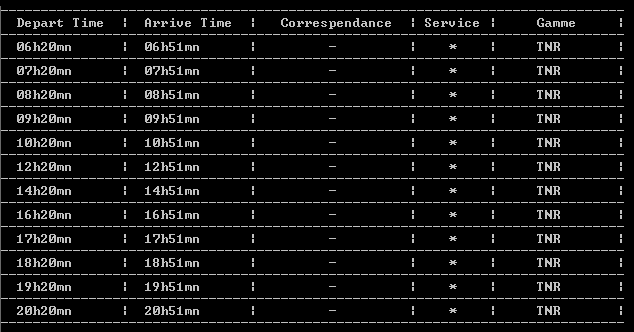 Depart Time ¦ Arrive Time ¦ Correspendance ¦ Service ¦ Gamme ¦
06h20mn ¦ 06h51mn ¦ - ¦ * ¦ TNR ¦
07h20mn ¦ 07h51mn ¦ - ¦ * ¦ TNR ¦
08h20mn ¦ 08h51mn ¦ - ¦ * ¦ TNR ¦
09h20mn ¦ 09h51mn ¦ - ¦ * ¦ TNR ¦
10h20mn ¦ 10h51mn ¦ - ¦ * ¦ TNR ¦
12h20mn ¦ 12h51mn ¦ - ¦ * ¦ TNR ¦
14h20mn ¦ 14h51mn ¦ - ¦ * ¦ TNR ¦
16h20mn ¦ 16h51mn ¦ - ¦ * ¦ TNR ¦
17h20mn ¦ 17h51mn ¦ - ¦ * ¦ TNR ¦
18h20mn ¦ 18h51mn ¦ - ¦ * ¦ TNR ¦
19h20mn ¦ 19h51mn ¦ - ¦ * ¦ TNR ¦
20h20mn ¦ 20h51mn ¦ - ¦ * ¦ TNR ¦